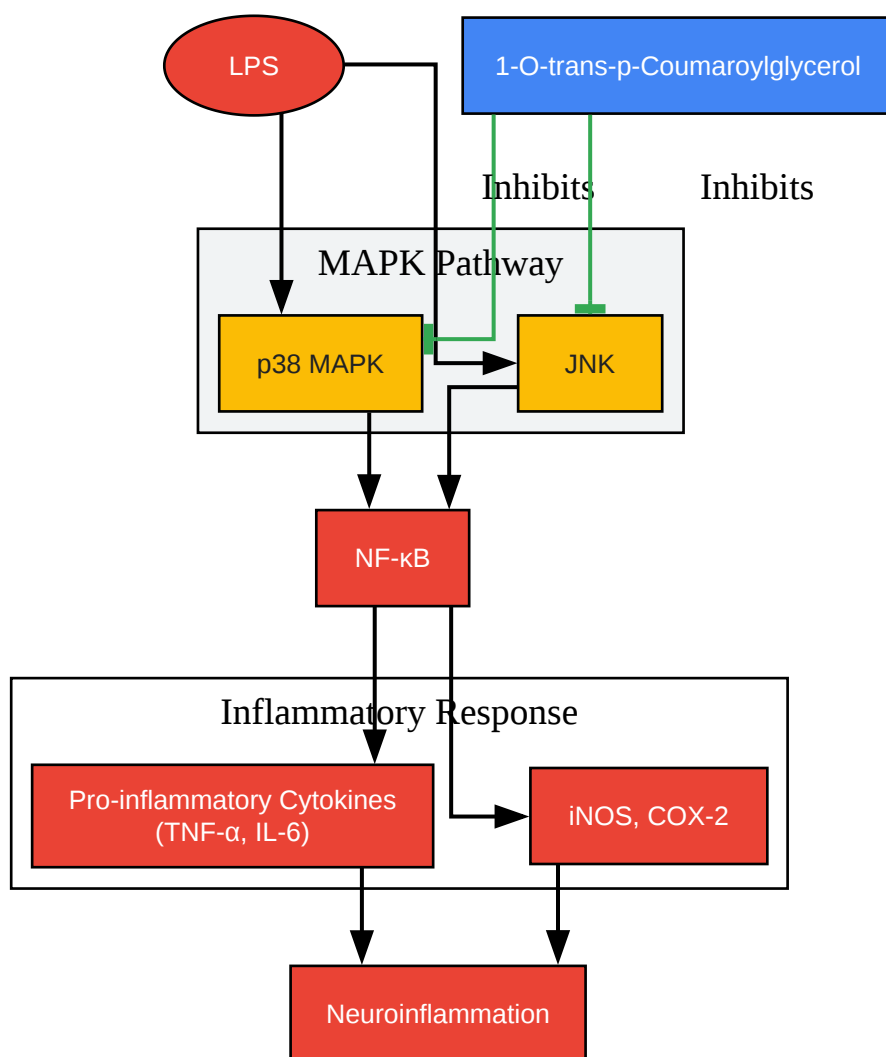 LPS
1-O-trans-p-Coumaroylglycerol
Inhibits
Inhibits
MAPK Pathway
p38 MAPK
JNK
NF-κB
Inflammatory Response
Pro-inflammatory Cytokines
(TNF-α, IL-6)
iNOS, COX-2
Neuroinflammation